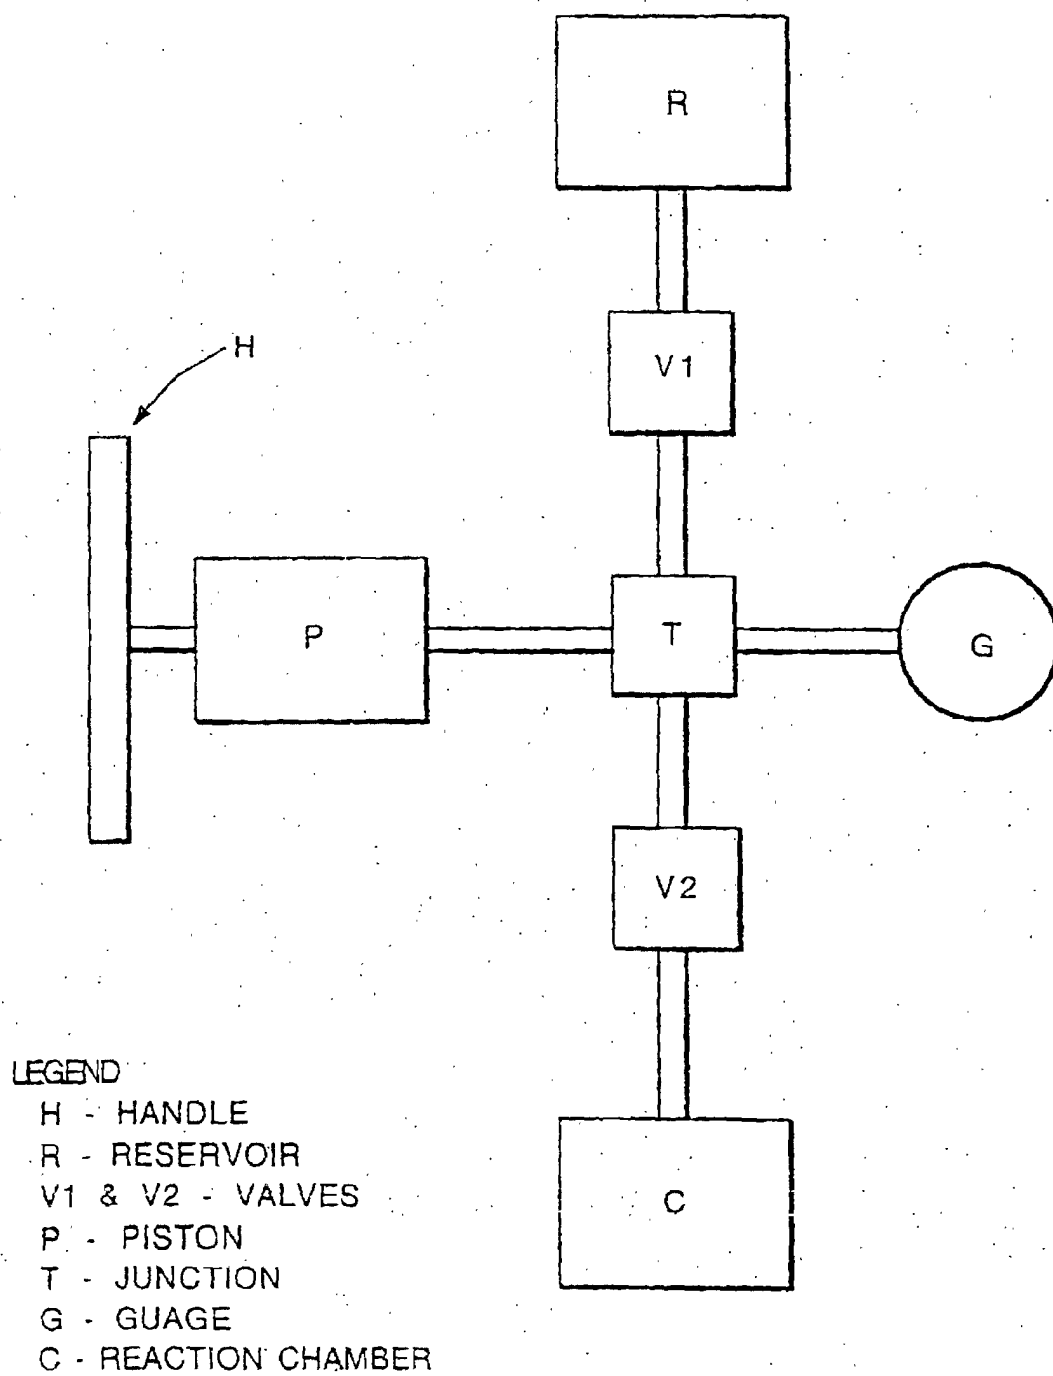 R
V1
H
P
T
G
V2
C
LEGEND
H - HANDLE
R - RESERVOIR
V1 & V2 - VALVES
P - PISTON
T - JUNCTION
G - GUAGE
C - REACTION CHAMBER